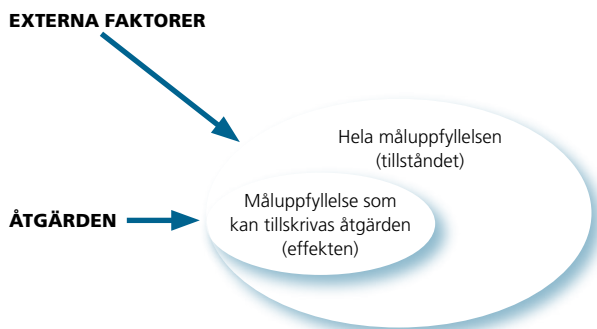 EXTERNA FAKTORER
Hela måluppfyllelsen
(tillståndet)
ÅTGÄRDEN
Måluppfyllelse som
kan tillskrivas åtgärden
(effekten)